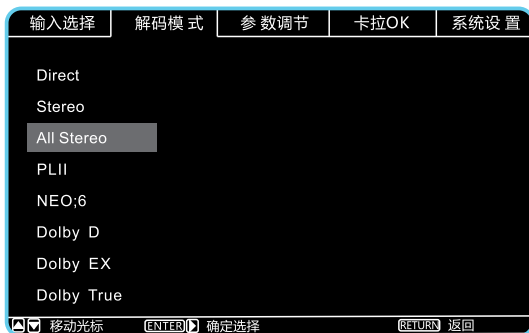 输入选择 解码模式 参数调节 卡拉OK 系统设置
Direct
Stereo
All Stereo
PLII
NEO;6
Dolby D
Dolby EX
Dolby True
移动光标 ENTER 确定选择 RETURN 返回